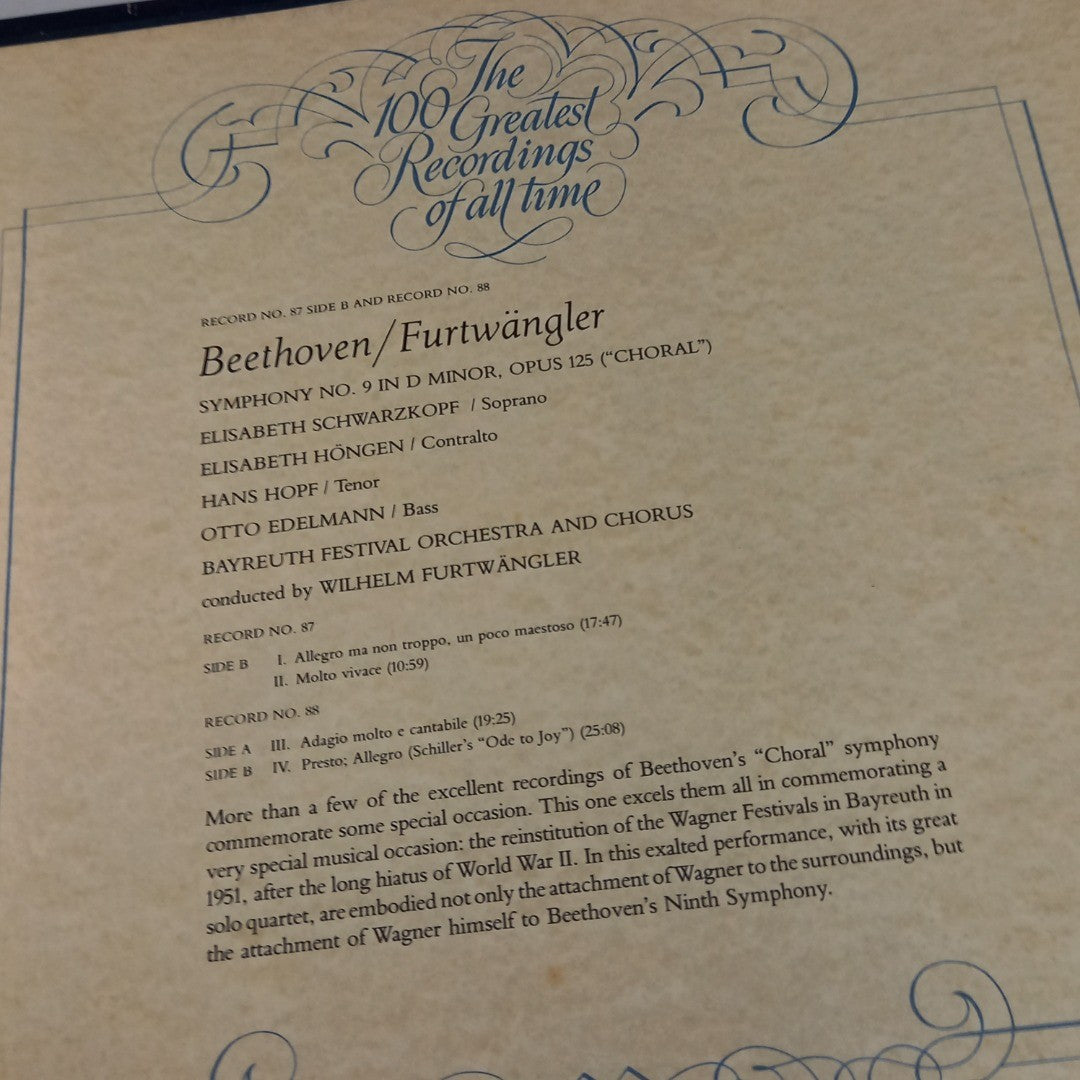 The
100 Greatest
Recordings
of all time
RECORD NO. 87 SIDE B AND RECORD NO. 88
Beethoven/Furtwängler
SYMPHONY NO. 9 IN D MINOR, OPUS 125 (“CHORAL”)
ELISABETH SCHWARZKOPF / Soprano
ELISABETH HÖNGEN / Contralto
HANS HOPF / Tenor
OTTO EDELMANN / Bass
BAYREUTH FESTIVAL ORCHESTRA AND CHORUS
conducted by WILHELM FURTWÄNGLER
RECORD NO. 87
SIDE B I. Allegro ma non troppo, un poco maestoso (17:47)
II. Molto vivace (10:59)
RECORD NO. 88
SIDE A III. Adagio molto e cantabile (19:25)
SIDE B IV. Presto; Allegro (Schiller’s “Ode to Joy”) (25:08)
More than a few of the excellent recordings of Beethoven’s “Choral” symphony
commemorate some special occasion. This one excels them all in commemorating a
very special musical occasion: the reinstitution of the Wagner Festivals in Bayreuth in
1951, after the long hiatus of World War II. In this exalted performance, with its great
solo quartet, are embodied not only the attachment of Wagner to the surroundings, but
the attachment of Wagner himself to Beethoven’s Ninth Symphony.